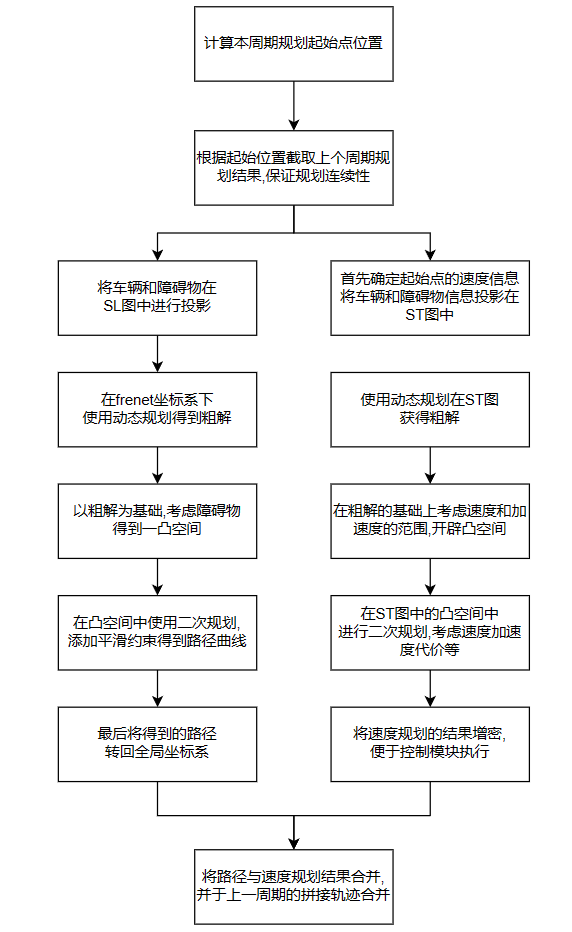 计算本周期规划起始点位置
根据起始位置截取上个周期规
划结果,保证规划连续性
将车辆和障碍物在
SL图中进行投影
首先确定起始点的速度信息
将车辆和障碍物信息投影在
ST图中
在frenet坐标系下
使用动态规划得到粗解
使用动态规划在ST图
获得粗解
以粗解为基础,考虑障碍物
得到一凸空间
在粗解的基础上考虑速度和加
速度的范围,开辟凸空间
在凸空间中使用二次规划,
添加平滑约束得到路径曲线
在ST图中的凸空间中
进行二次规划,考虑速度加速
度代价等
最后将得到的路径
转回全局坐标系
将速度规划的结果增密,
便于控制模块执行
将路径与速度规划结果合并,
并于上一周期的拼接轨迹合并